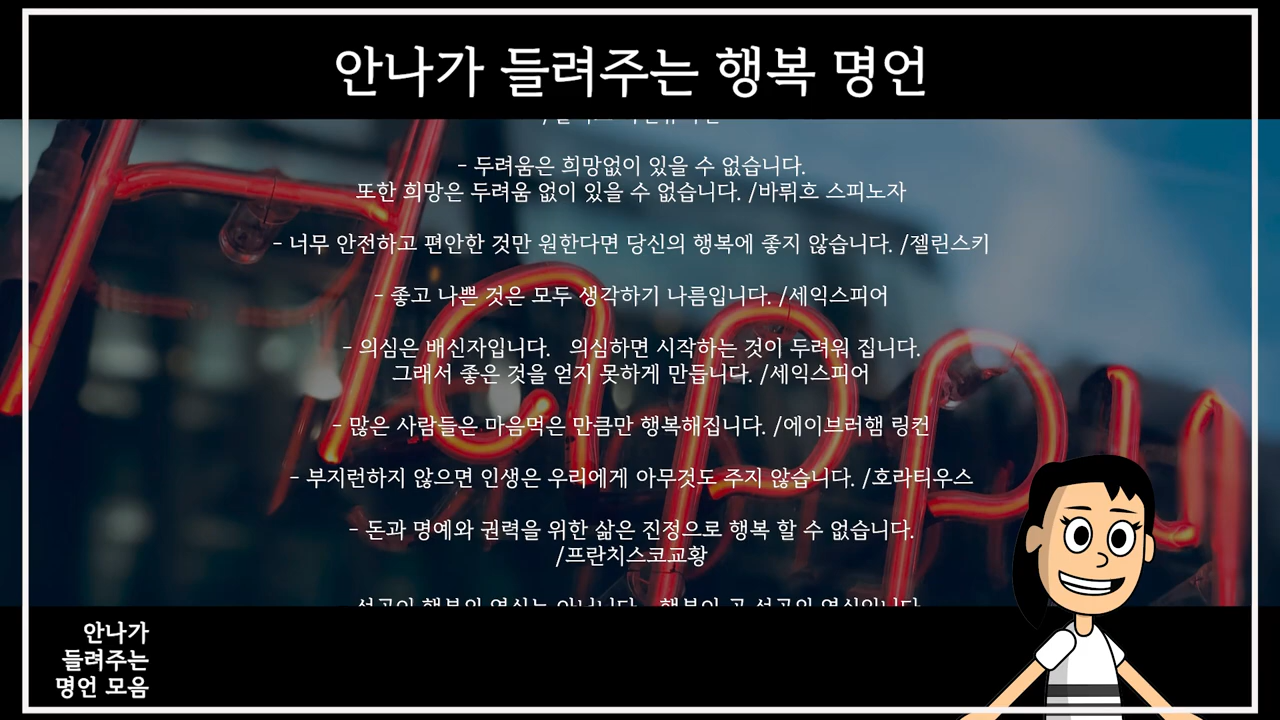 안나가 들려주는 행복 명언
- 두려움은 희망없이 있을 수 없습니다.
또한 희망은 두려움 없이 있을 수 없습니다. /바뤼흐 스피노자
- 너무 안전하고 편안한 것만 원한다면 당신의 행복에 좋지 않습니다. /젤린스키
- 좋고 나쁜 것은 모두 생각하기 나름입니다. /세익스피어
- 의심은 배신자입니다. 의심하면 시작하는 것이 두려워 집니다.
그래서 좋은 것을 얻지 못하게 만듭니다. /세익스피어
- 많은 사람들은 마음먹은 만큼만 행복해집니다. /에이브러햄 링컨
- 부지런하지 않으면 인생은 우리에게 아무것도 주지 않습니다. /호라티우스
- 돈과 명예와 권력을 위한 삶은 진정으로 행복 할 수 없습니다.
/프란치스코교황
Happy
안나가
들려주는
명언 모음